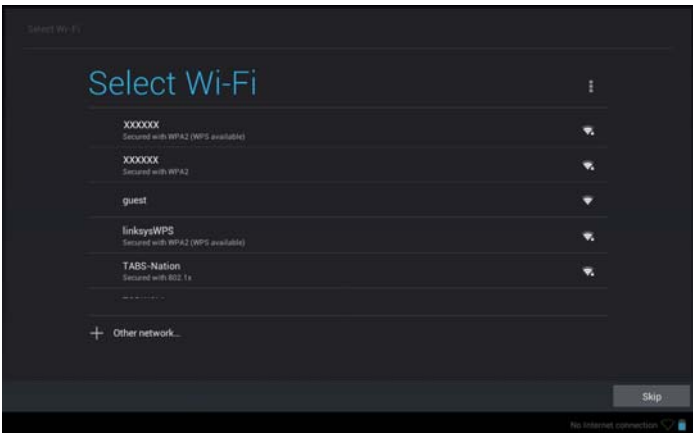 Select Wi-Fi
Select Wi-Fi
XXXXXX
Secured with WPA2 (WPS available)
XXXXXX
Secured with WPA2
guest
linksysWPS
Secured with WPA2 (WPS available)
TABS-Nation
Secured with 802.1x
Other network...
Skip
No Internet connection